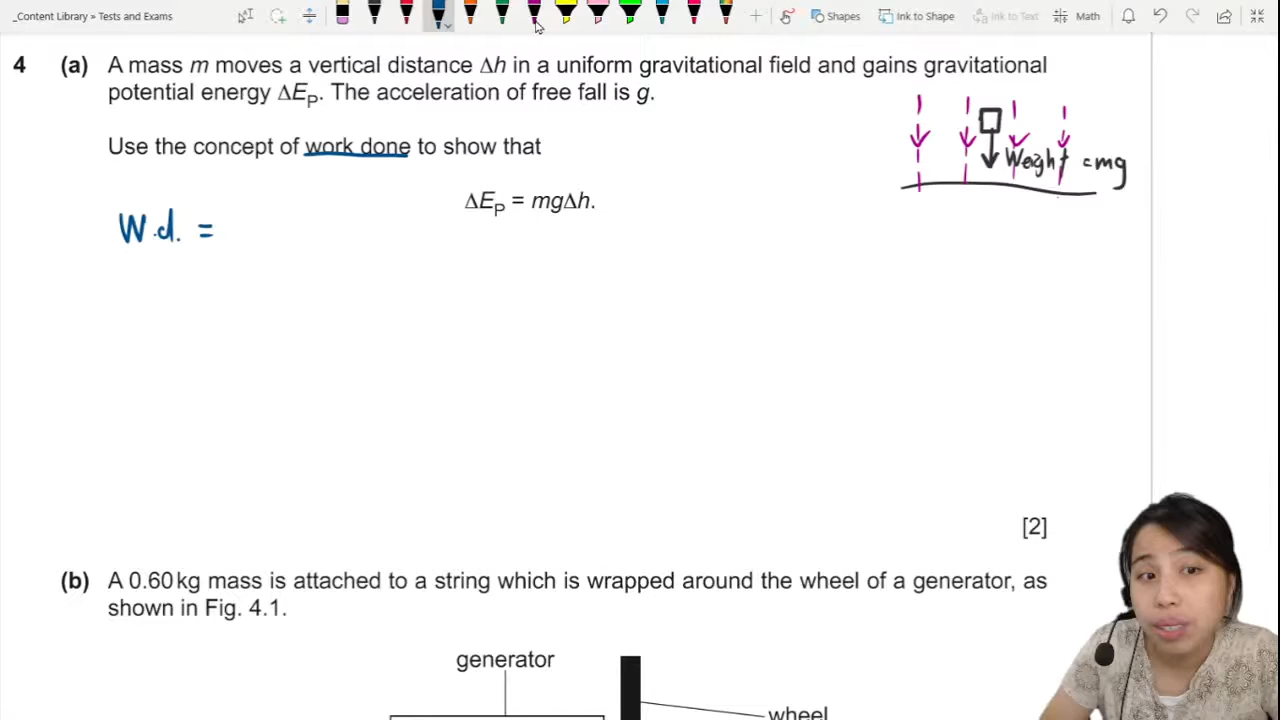 _Content Library » Tests and Exams
Shapes
Ink to Shape
Ink to Text
Math
4 (a) A mass m moves a vertical distance Δh in a uniform gravitational field and gains gravitational
potential energy ΔEP. The acceleration of free fall is g.
Use the concept of work done to show that
ΔEP = mgΔh.
Weight = mg
W.d. =
[2]
(b) A 0.60 kg mass is attached to a string which is wrapped around the wheel of a generator, as
shown in Fig. 4.1.
generator
wheel